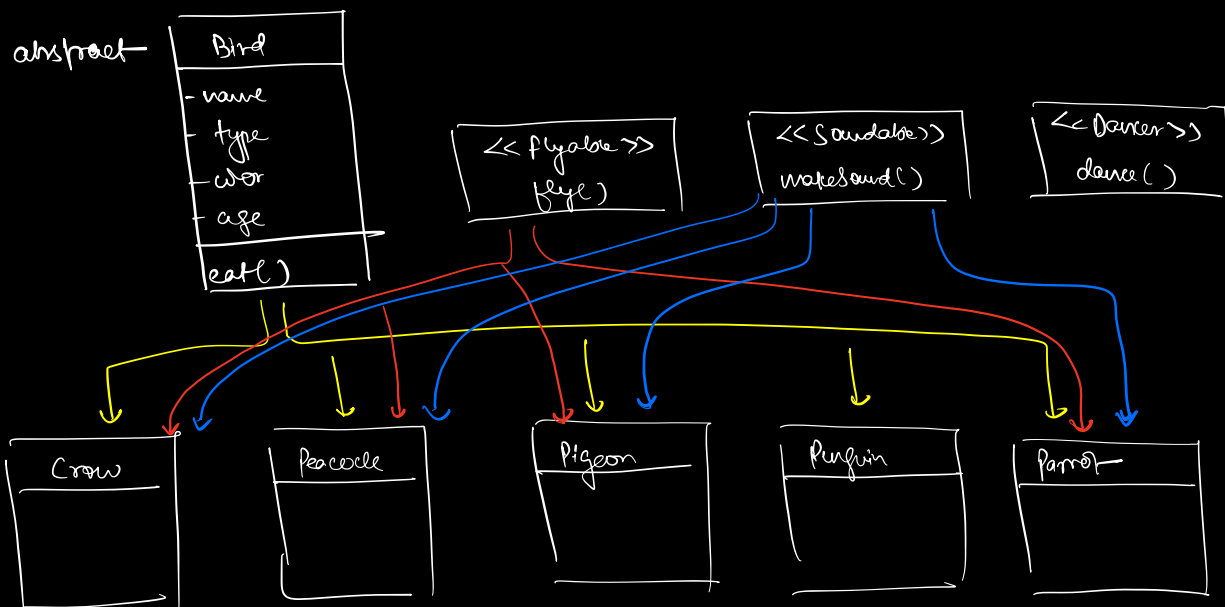 abstract
Bird
- name
- type
- color
- age
eat()
<<flyable>>
fly()
<<Soundable>>
makeSound()
<<Dancer>>
dance()
Crow
Peacock
Pigeon
Penguin
Parrot